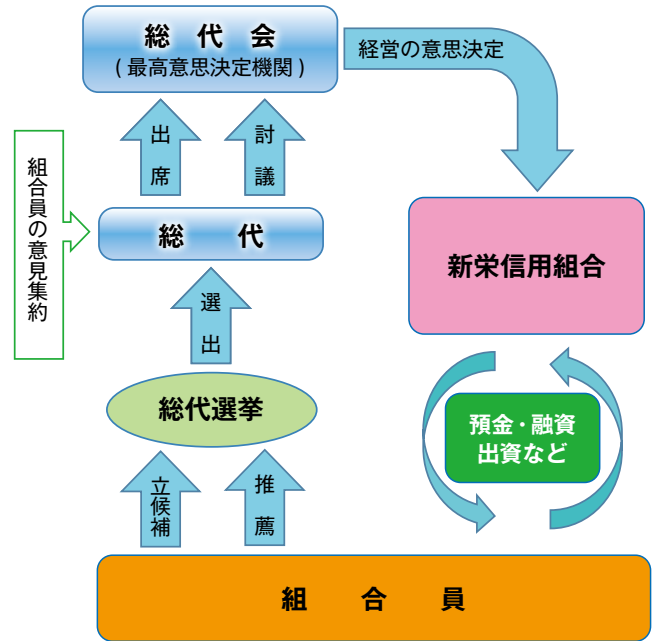 総代会
(最高意思決定機関)
経営の意思決定
出席
討議
組合員の意見集約
総代
新栄信用組合
選出
総代選挙
預金・融資
出資など
立候補
推薦
組合員